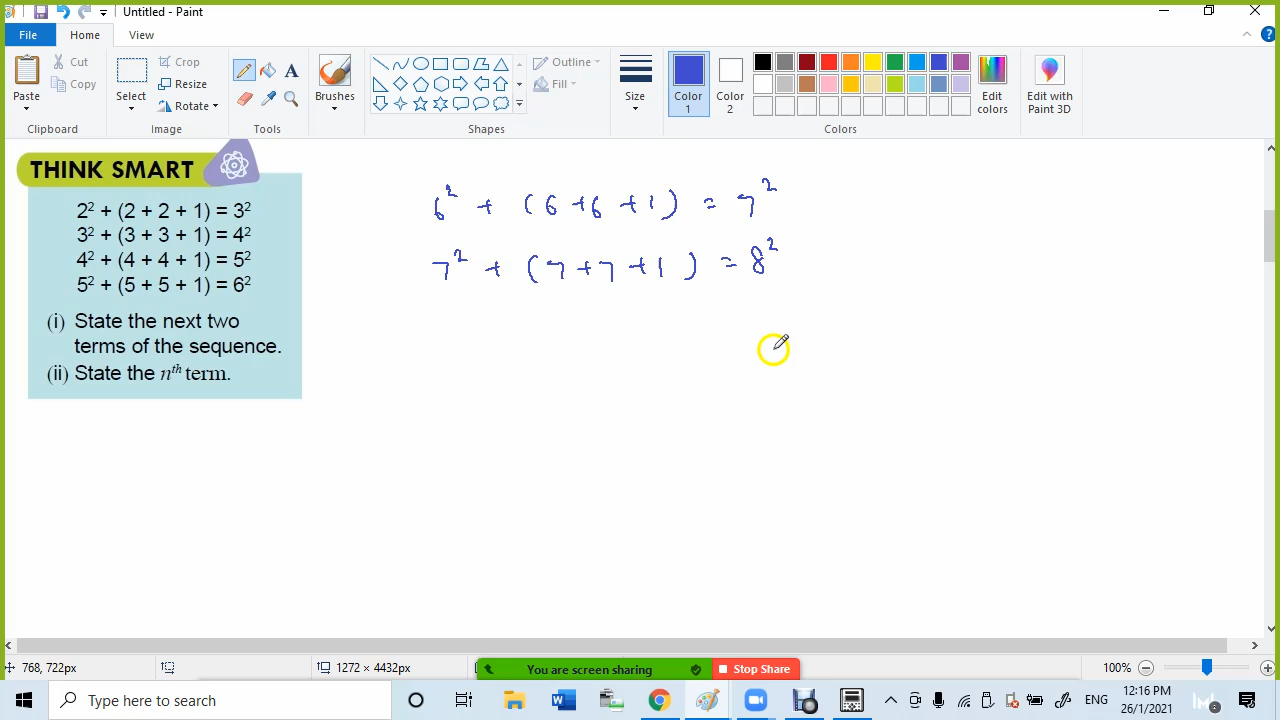 Untitled - Paint
File Home View
Paste Cut Copy Clipboard
Select Crop Resize Rotate Image
Tools
Brushes
Outline Fill Shapes
Size
Color 1 Color 2 Edit colors Colors
Edit with Paint 3D
THINK SMART
2² + (2 + 2 + 1) = 3²
3² + (3 + 3 + 1) = 4²
4² + (4 + 4 + 1) = 5²
5² + (5 + 5 + 1) = 6²
(i) State the next two
terms of the sequence.
(ii) State the nᵗʰ term.
6² + (6 + 6 + 1) = 7²
7² + (7 + 7 + 1) = 8²
768, 722px 1272 × 4432px 100%
You are screen sharing Stop Share
Type here to search
ENG 12:16 PM
26/1/2021